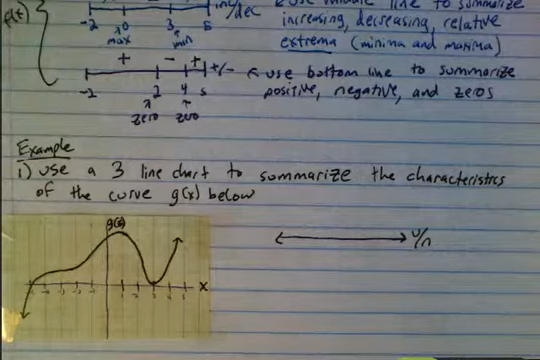 inc/dec use middle line to summarize
-2 0 3 5 increasing, decreasing, relative
max min extrema (minima and maxima)
f(t)
+ - + +/- use bottom line to summarize
-2 2 4 5 positive, negative, and zeros
zero zero
Example
1) use a 3 line chart to summarize the characteristics
of the curve g(x) below
g(x)
U/∩
x